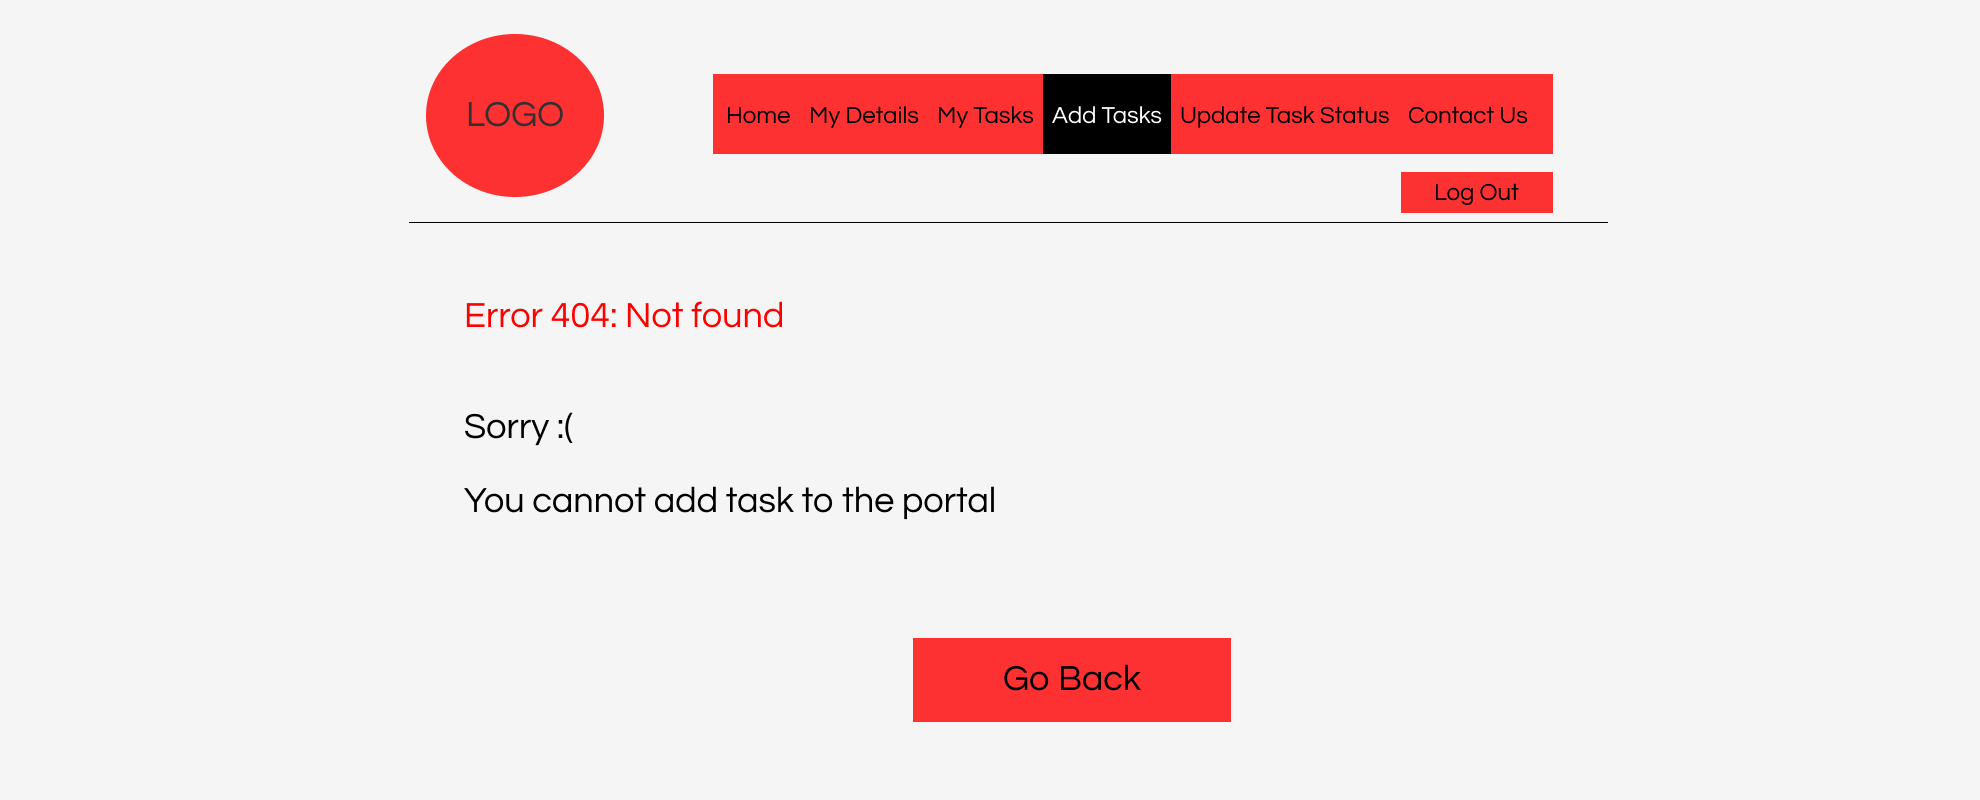 LOGO
Home My Details My Tasks Add Tasks Update Task Status Contact Us
Log Out
Error 404: Not found
Sorry :(
You cannot add task to the portal
Go Back